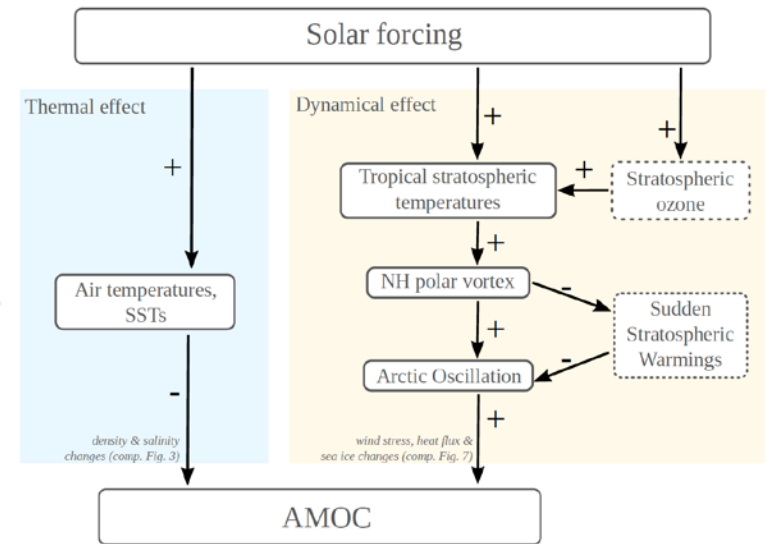 Solar forcing
Thermal effect
Dynamical effect
+
+
+
+
Tropical stratospheric
temperatures
Stratospheric
ozone
+
Air temperatures,
SSTs
NH polar vortex
-
Sudden
Stratospheric
Warmings
+
-
Arctic Oscillation
-
+
density & salinity
changes (comp. Fig. 3)
wind stress, heat flux &
sea ice changes (comp. Fig. 7)
AMOC